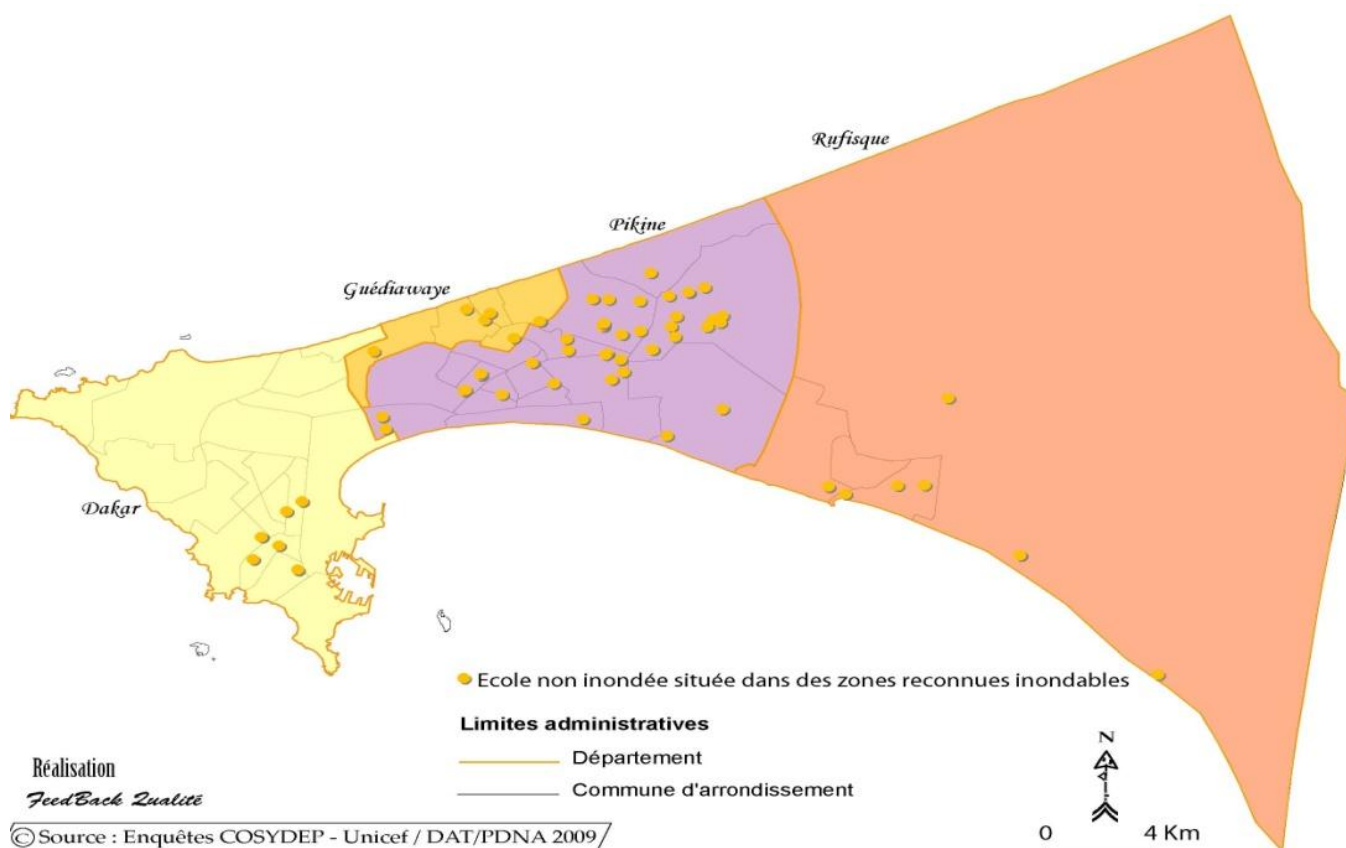 Rufisque
Pikine
Guédiawaye
Dakar
Ecole non inondée située dans des zones reconnues inondables
Limites administratives
Département
Commune d'arrondissement
N
Réalisation
FeedBack Qualité
© Source : Enquêtes COSYDEP - Unicef / DAT/PDNA 2009
0 4 Km